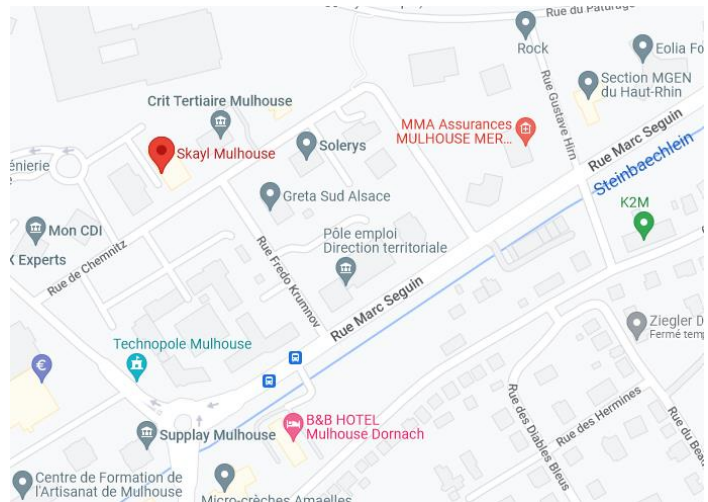 Rue du Pâturage
Rock
Eolia Fo
Section MGEN
du Haut-Rhin
Rue Gustave Hirn
Crit Tertiaire Mulhouse
MMA Assurances
MULHOUSE MER...
Rue Marc Seguin
Skayl Mulhouse
Solerys
Steinbaechlein
énierie
Greta Sud Alsace
K2M
Mon CDI
X Experts
Pôle emploi
Direction territoriale
Rue de Chemnitz
Rue Fredo Krumnov
Rue Marc Seguin
Technopole Mulhouse
Ziegler D
Fermé temp
€
B&B HOTEL
Mulhouse Dornach
Supplay Mulhouse
Rue des Diables Bleus
Rue des Hermines
Rue du Beau
Centre de Formation de
l'Artisanat de Mulhouse
Micro-crèches Amaelles